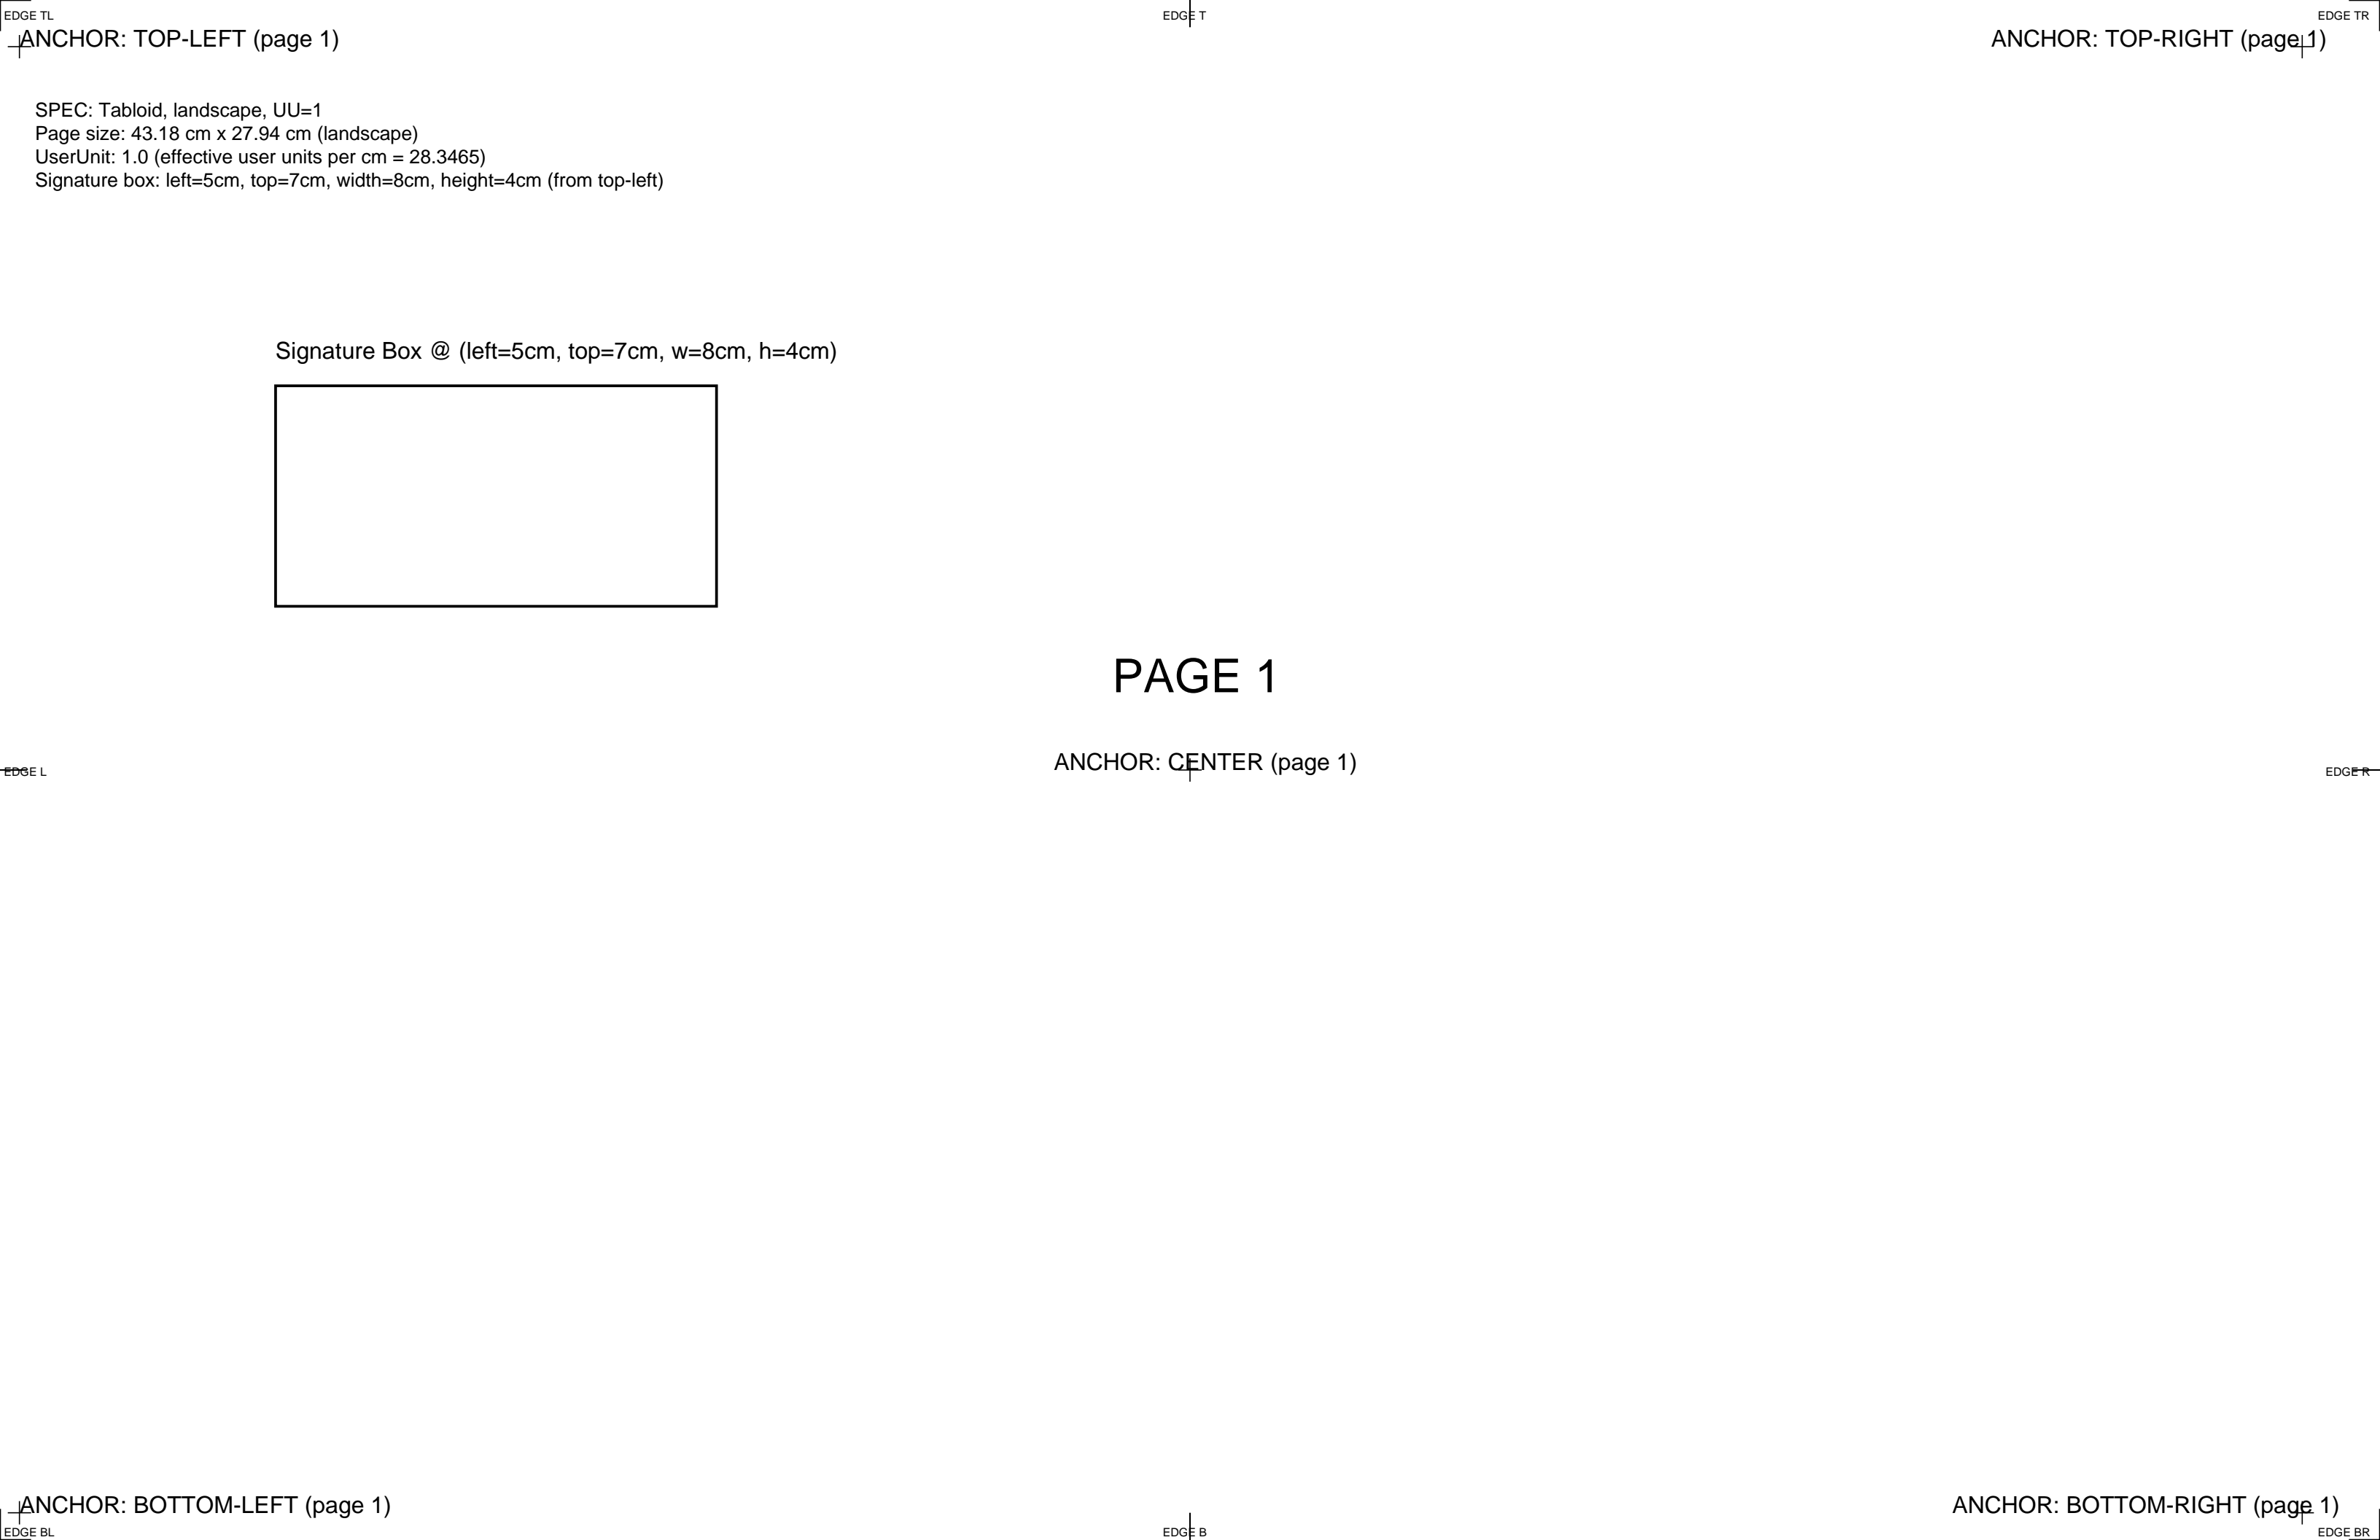 EDGE TL
EDGE T
EDGE TR
ANCHOR: TOP-LEFT (page 1)
ANCHOR: TOP-RIGHT (page 1)
SPEC: Tabloid, landscape, UU=1
Page size: 43.18 cm x 27.94 cm (landscape)
UserUnit: 1.0 (effective user units per cm = 28.3465)
Signature box: left=5cm, top=7cm, width=8cm, height=4cm (from top-left)
Signature Box @ (left=5cm, top=7cm, w=8cm, h=4cm)
PAGE 1
ANCHOR: CENTER (page 1)
EDGE L
EDGE R
ANCHOR: BOTTOM-LEFT (page 1)
ANCHOR: BOTTOM-RIGHT (page 1)
EDGE BL
EDGE B
EDGE BR